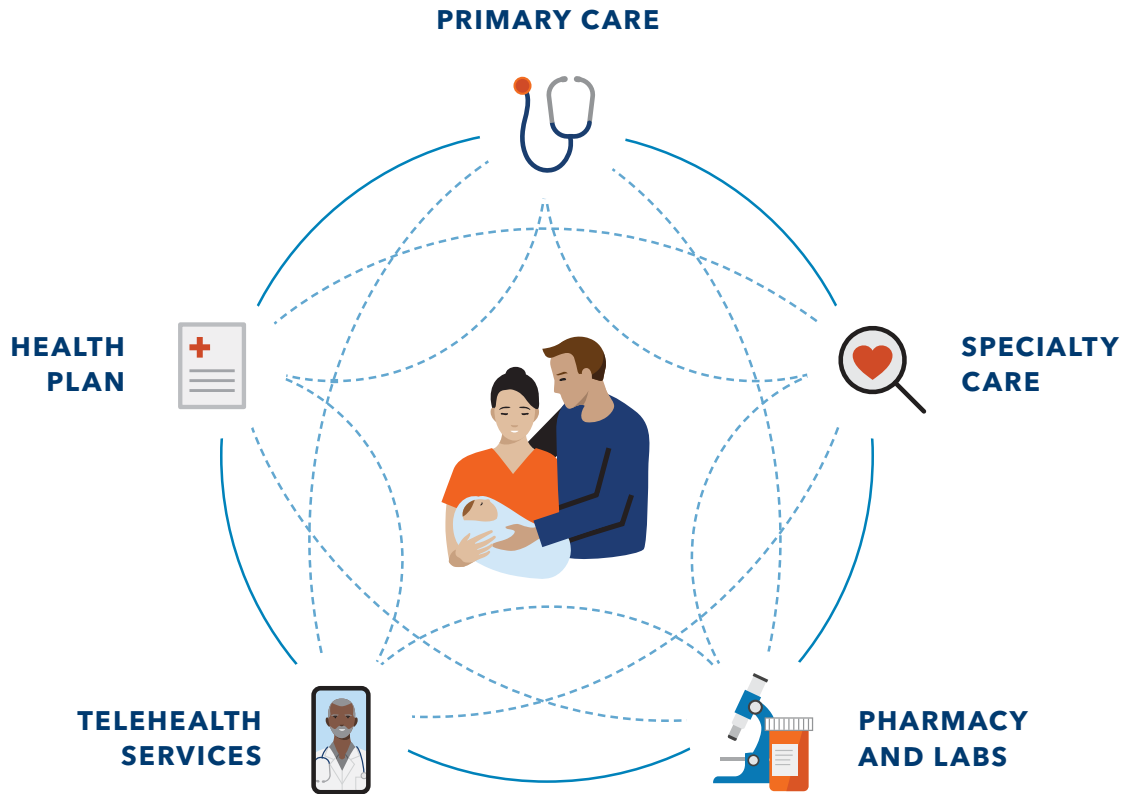 PRIMARY CARE
HEALTH
PLAN
SPECIALTY
CARE
TELEHEALTH
SERVICES
PHARMACY
AND LABS